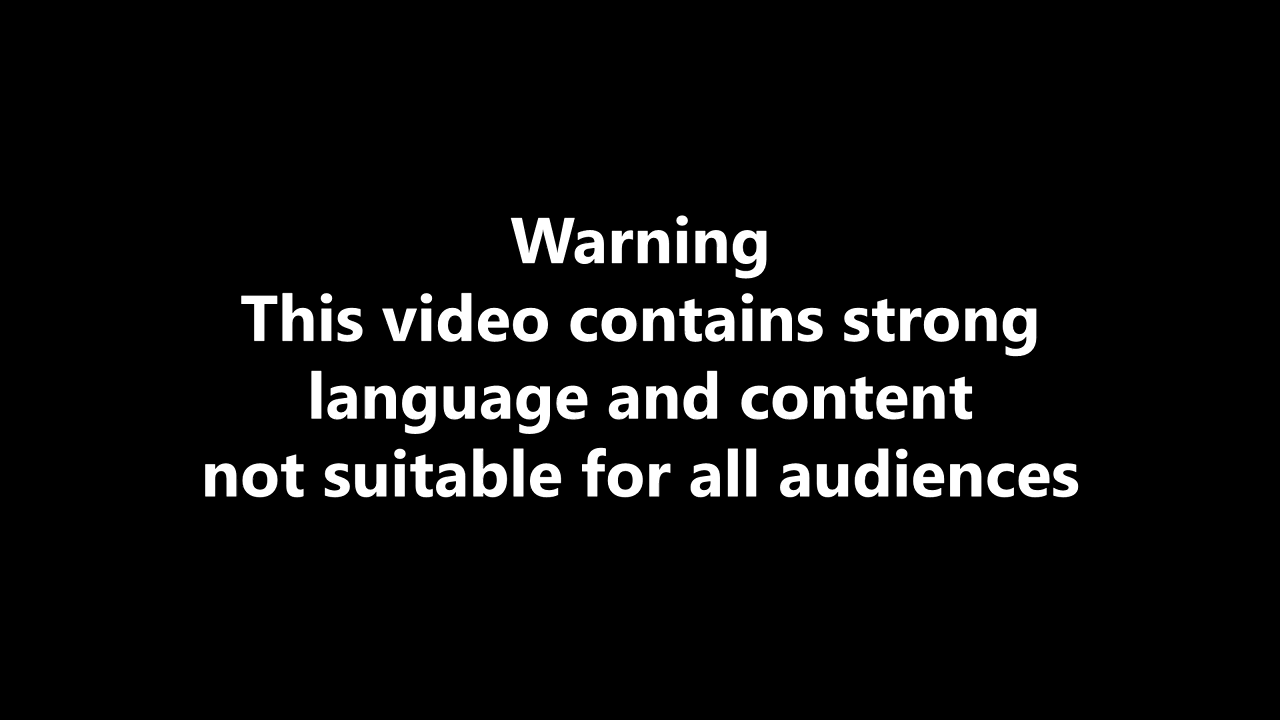 Warning
This video contains strong
language and content
not suitable for all audiences